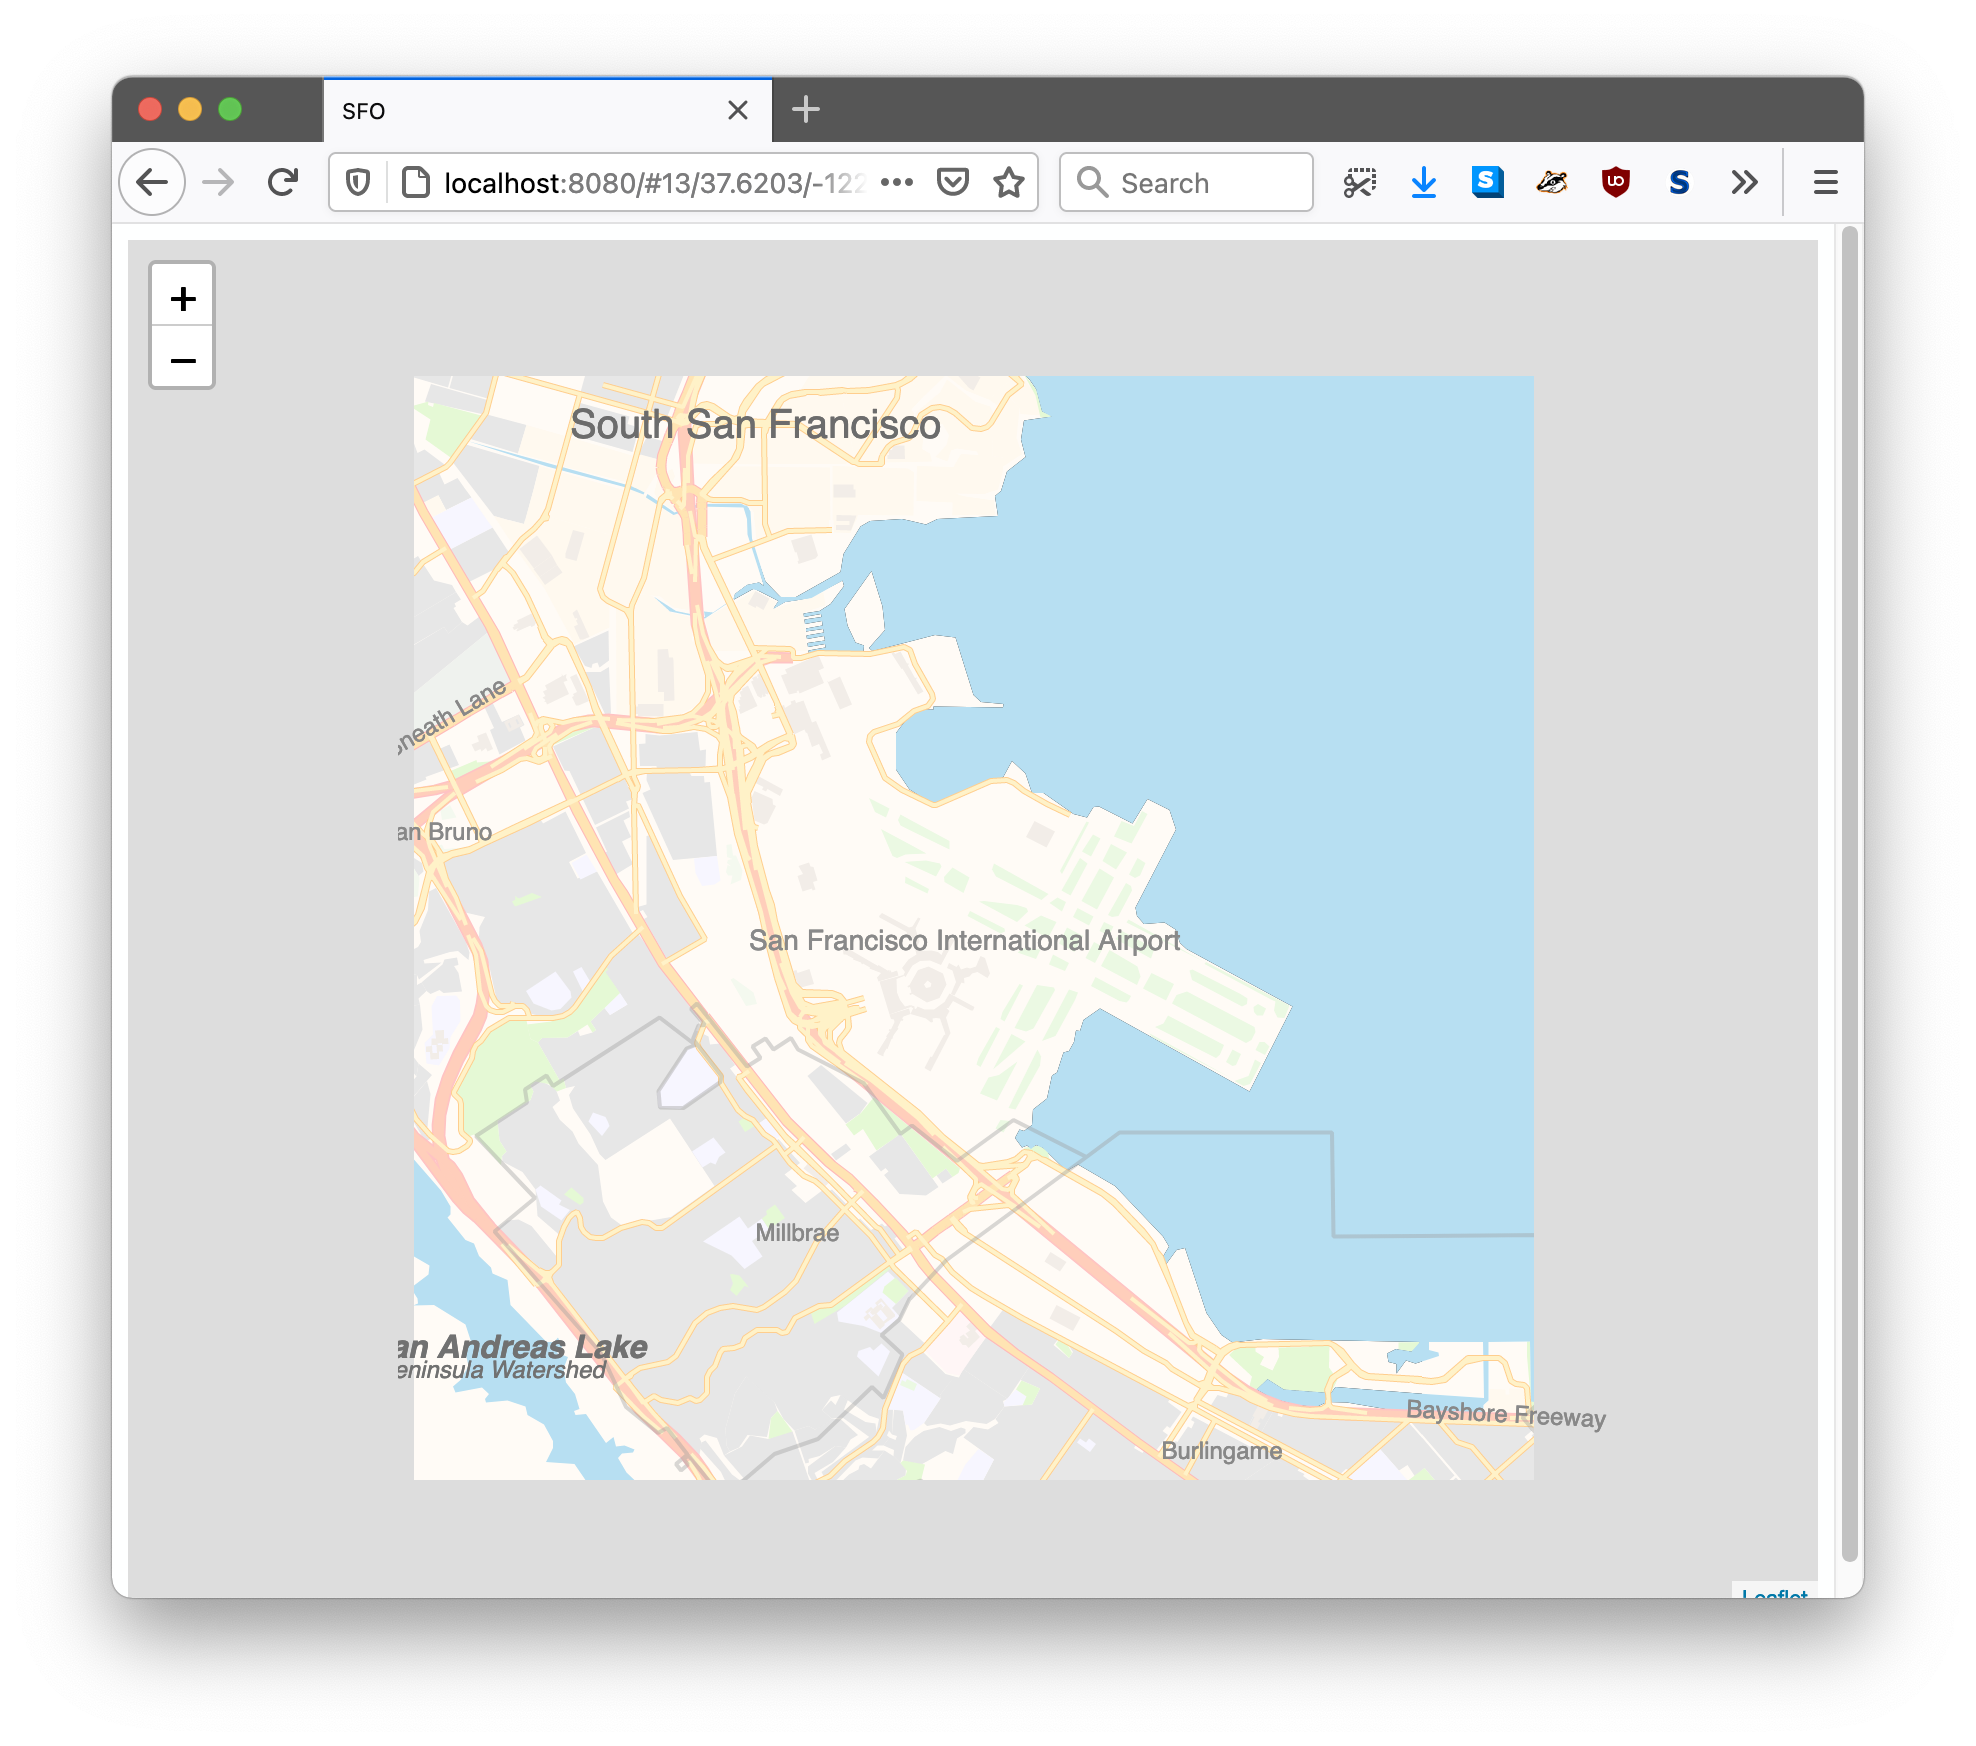 SFO
localhost:8080/#13/37.6203/-122
Search
+
−
South San Francisco
neath Lane
an Bruno
San Francisco International Airport
Millbrae
an Andreas Lake
eninsula Watershed
Bayshore Freeway
Burlingame
Leaflet